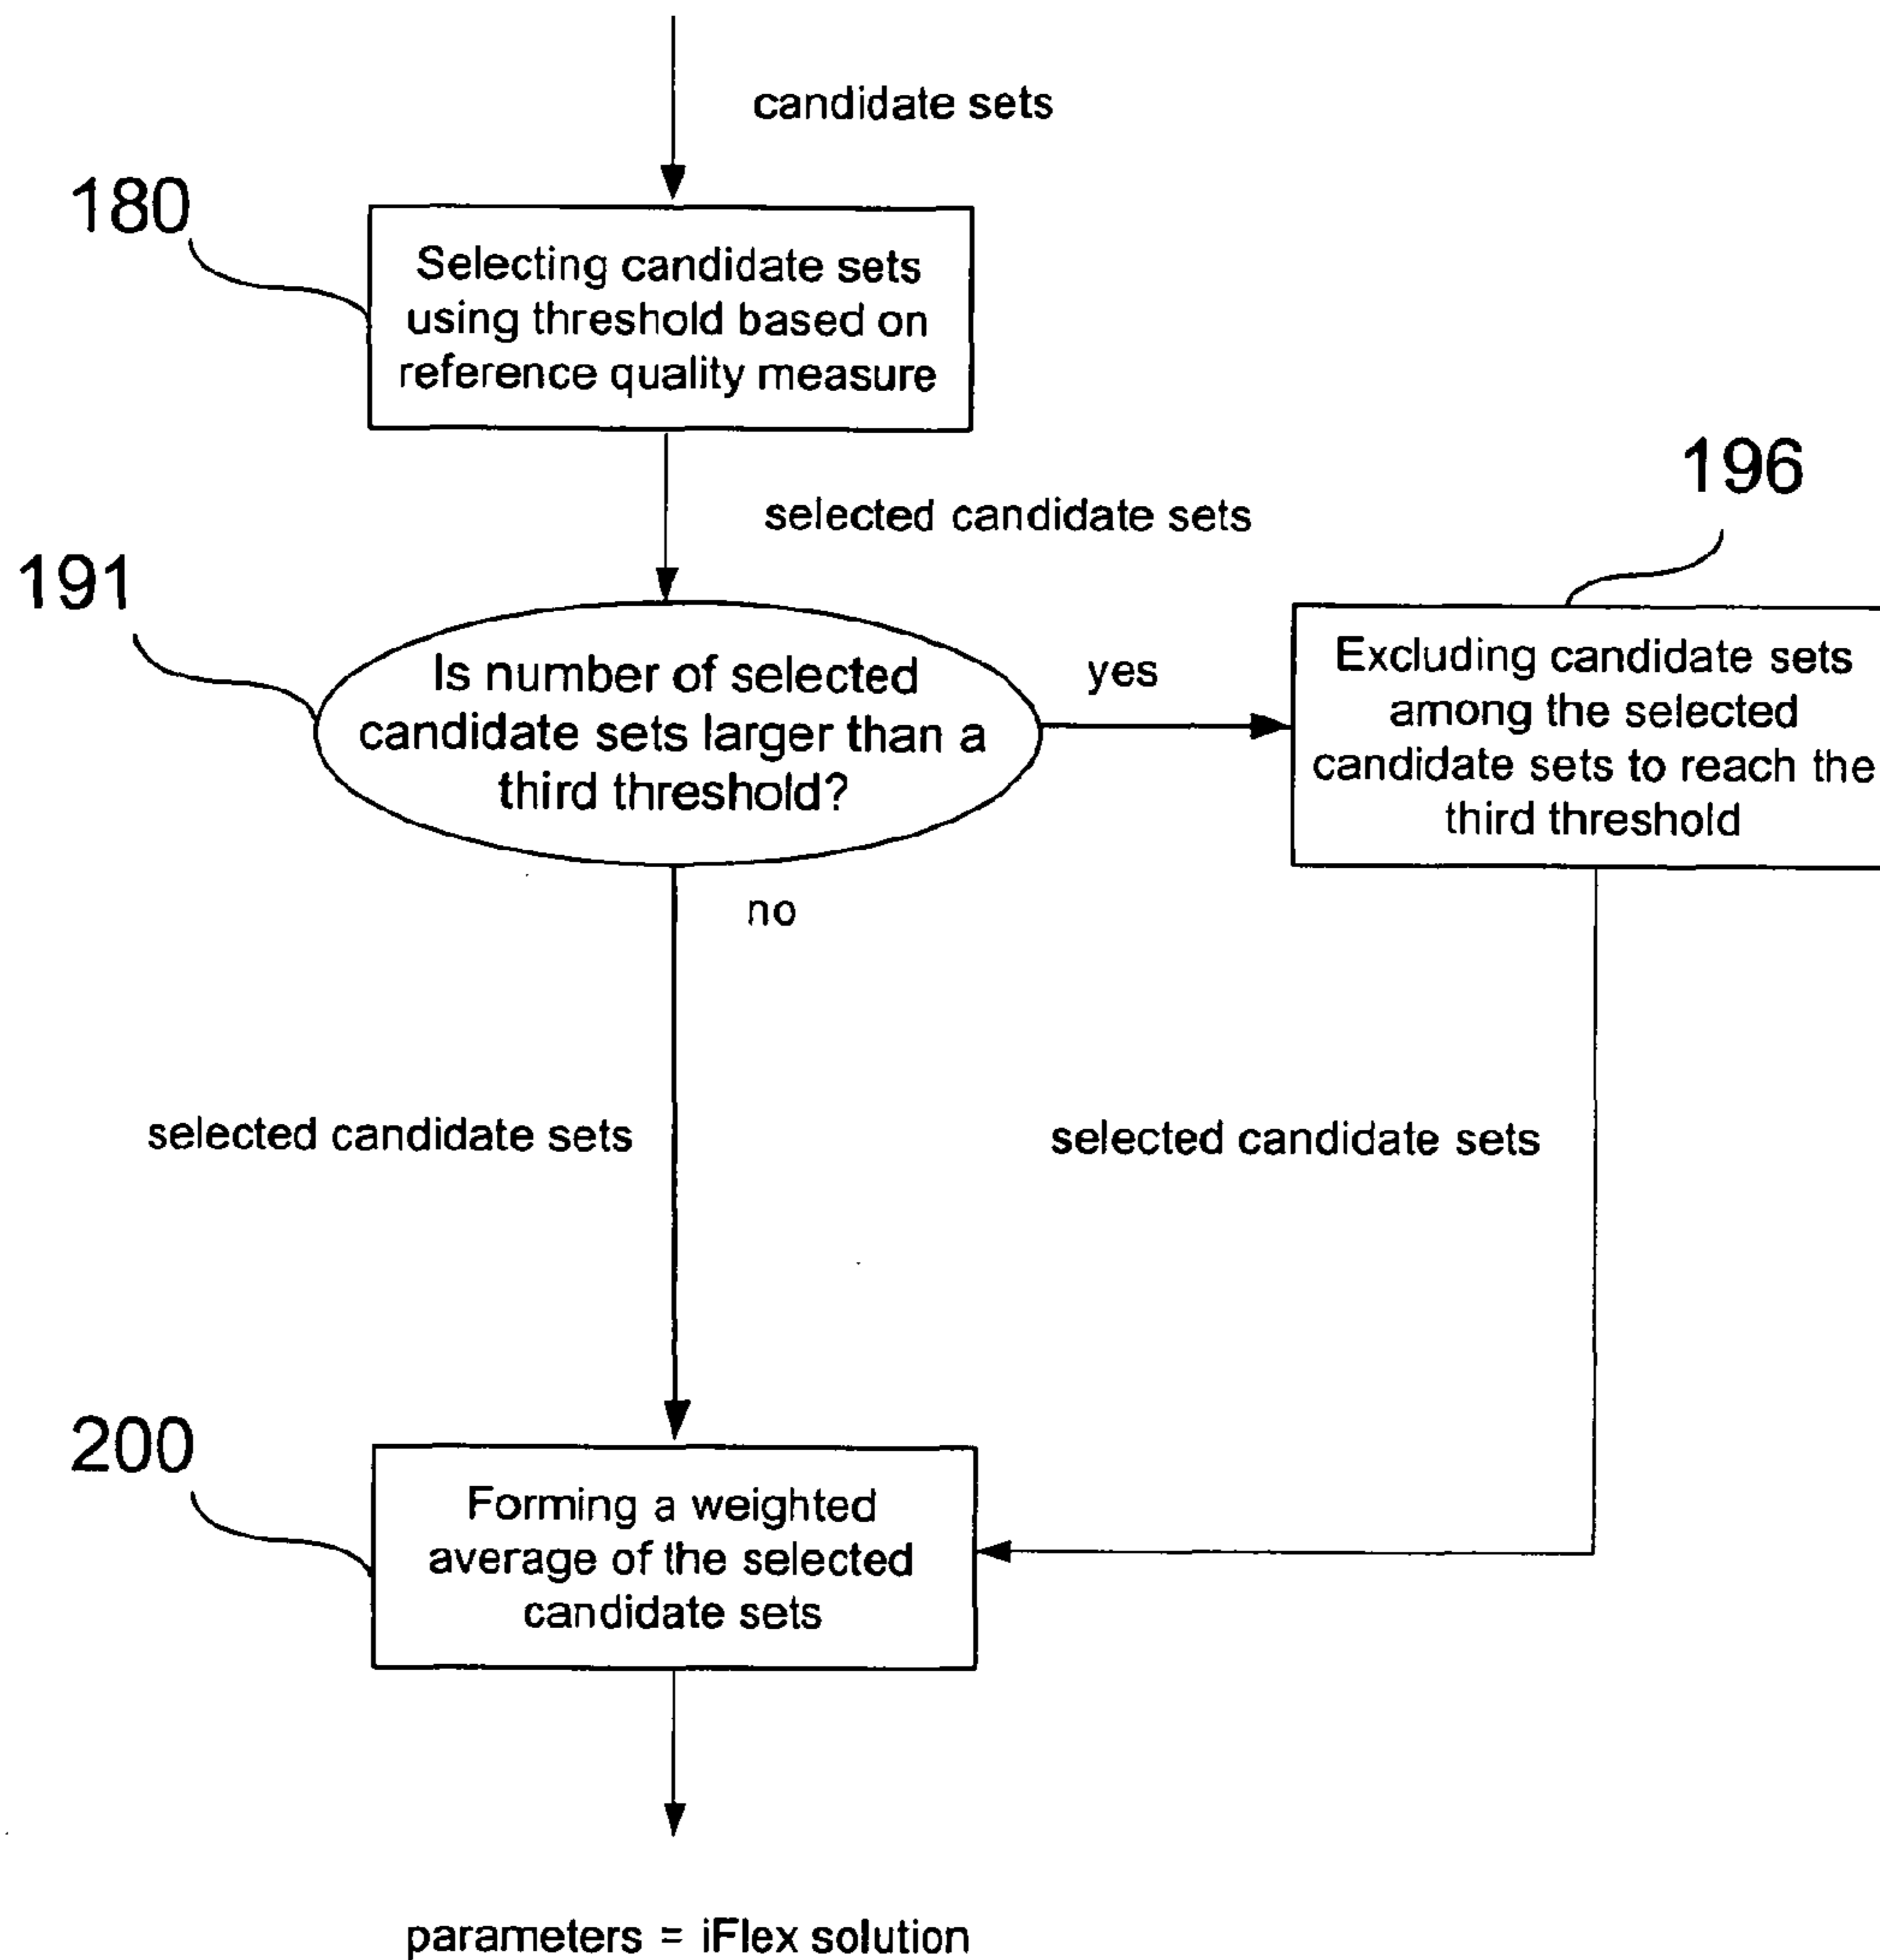 candidate sets
180
Selecting candidate sets
using threshold based on
reference quality measure
selected candidate sets
196
191
Is number of selected
candidate sets larger than a
third threshold?
yes
Excluding candidate sets
among the selected
candidate sets to reach the
third threshold
no
selected candidate sets
selected candidate sets
200
Forming a weighted
average of the selected
candidate sets
parameters = iFlex solution